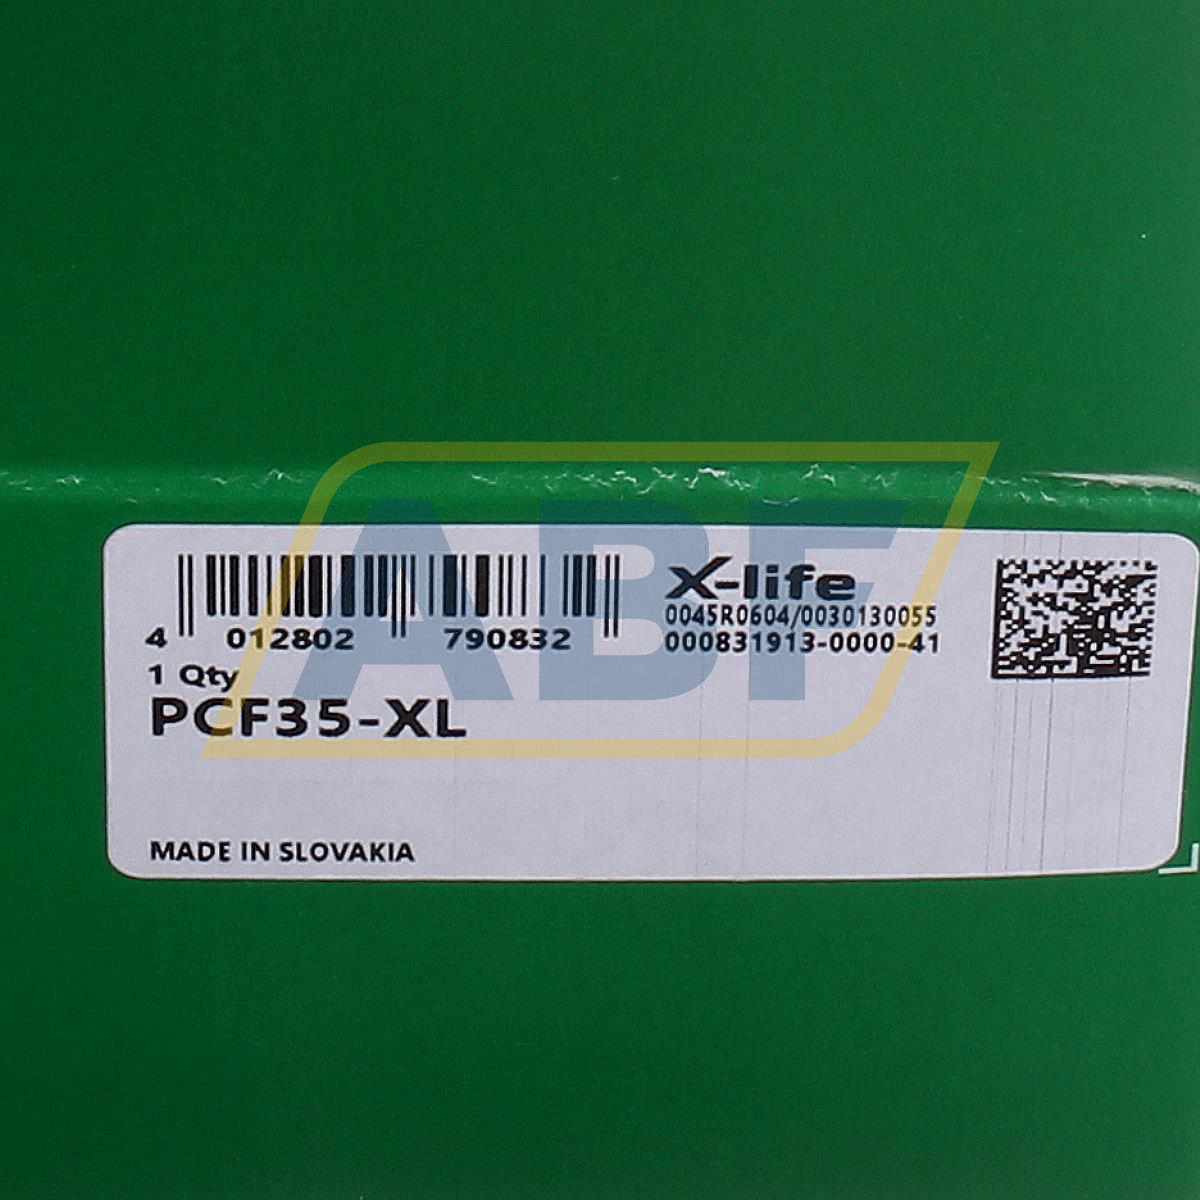 X-life
0045R0604/0030130055
000831913-0000-41
4 012802 790832
1 Qty
PCF35-XL
MADE IN SLOVAKIA
ABF